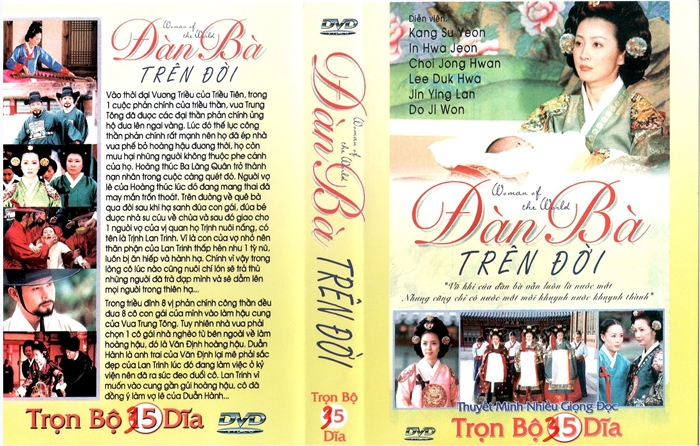 Woman of
the World
Đàn Bà
TRÊN ĐỜI
Vào thời đại Vương Triều của Triều Tiên, trong
1 cuộc phản chính của triều thần, vua Trung
Tông đã được các đại thần phản chính ủng
hộ đưa lên ngai vàng. Lúc đó thế lực công
thần phản chính rất mạnh nên họ đã ép nhà
vua phế bỏ hoàng hậu đương thời, họ còn
mưu hại những người không thuộc phe cánh
của họ. Hoàng thúc Ba Lăng Quân trở thành
nạn nhân trong cuộc càng quét đó. Người vợ
lẽ của Hoàng thúc lúc đó đang mang thai đã
may mắn trốn thoát. Trên đường về quê bà
qua đời sau khi hạ sanh đứa con gái, đứa bé
được nhà sư cứu về chùa và sau đó giao cho
1 người vợ của vị quan họ Trịnh nuôi nấng, có
tên là Trịnh Lan Trinh. Vì là con của vợ nhỏ nên
thân phận của Lan Trinh thấp hèn như 1 tỳ nữ,
luôn bị ăn hiếp và hành hạ. Chính vì vậy trong
lòng cô lúc nào cũng nuôi chí lớn sẽ trả thù
những người đã trà đạp mình và sẽ dẫm lên
mọi người trong thiên hạ...
Trong triều đình 8 vị phản chính công thần đều
đưa 8 cô con gái của mình vào làm hậu cung
của Vua Trung Tông. Tuy nhiên nhà vua phải
chọn 1 cô gái nhà nghèo từ bên ngoài về làm
hoàng hậu, đó là Văn Định hoàng hậu. Duẫn
Hành là anh trai của Văn Định lại mê phải sắc
đẹp của Lan Trinh lúc đó đang làm việc ở kỷ
viện nên đã ra sức đeo đuổi cô. Lan Trinh vì
muốn vào cung gần gũi hoàng hậu, cô đã
đồng ý làm vợ lẽ của Duẫn Hành...
Trọn Bộ 35 Dĩa
DVD
DVD
Đàn Bà
Woman of
the World
TRÊN ĐỜI
Trọn Bộ
35
Dĩa
DVD
Diễn viên:
Kang Su Yeon
In Hwa Jeon
Choi Jong Hwan
Lee Duk Hwa
Jin Ying Lan
Do Ji Won
Woman of
the World
Đàn Bà
TRÊN ĐỜI
"Vũ khí của đàn bà vẫn luôn là nước mắt
Nhưng cũng chỉ có nước mắt mới khuynh nước khuynh thành"
Thuyết Minh Nhiều Giọng Đọc
DVD
Trọn Bộ 35 Dĩa